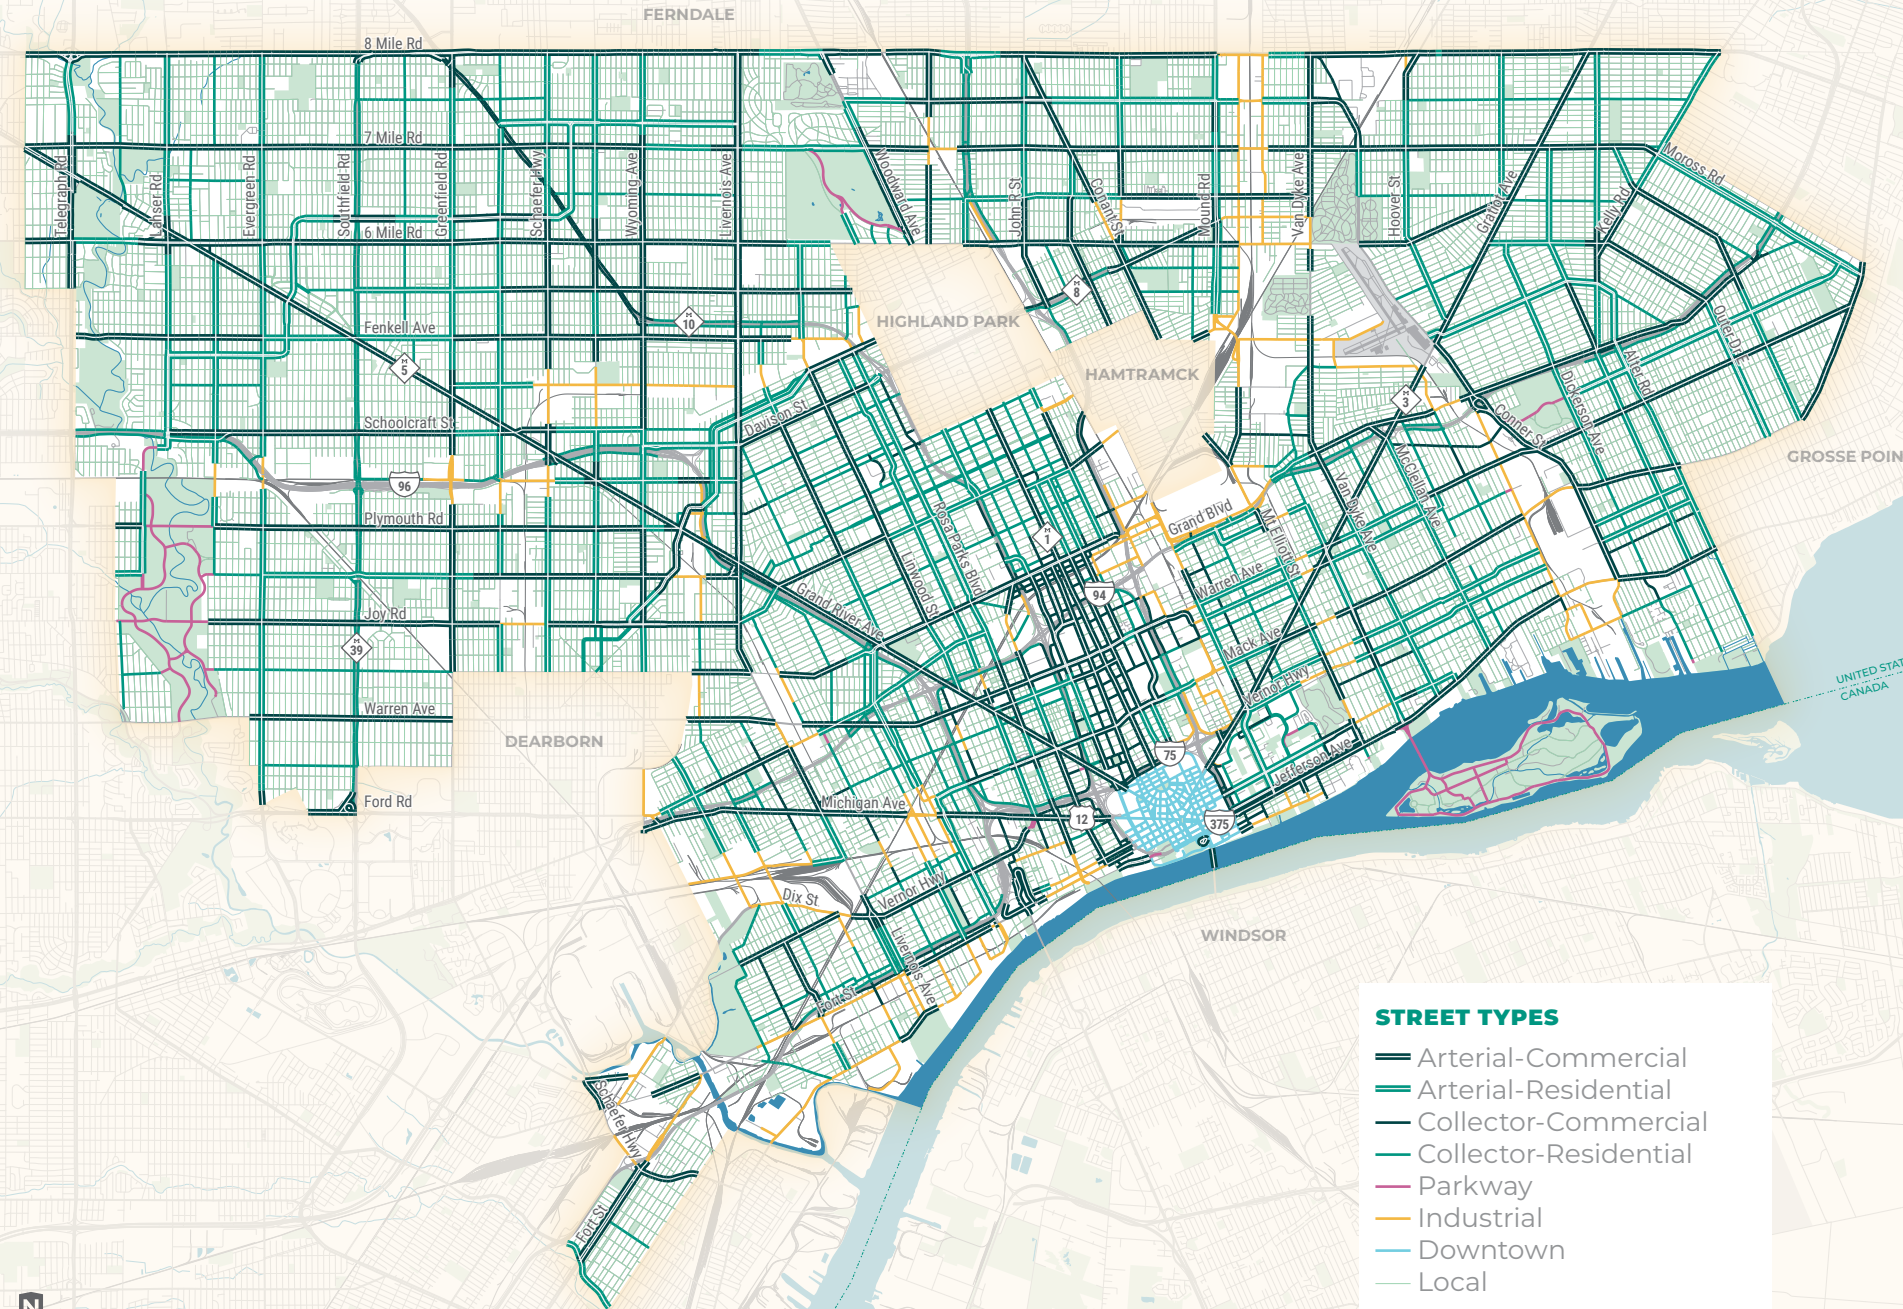 FERNDALE
8 Mile Rd
7 Mile Rd
Moross Rd
Telegraph Rd
Lahser Rd
Evergreen Rd
Southfield Rd
Greenfield Rd
Schaefer Hwy
Wyoming Ave
Livernois Ave
Woodward Ave
John R St
Conant St
Mound Rd
Van Dyke Ave
Hoover St
Gratiot Ave
Kelly Rd
6 Mile Rd
M
8
HIGHLAND PARK
M
10
Fenkell Ave
Outer Dr
M
5
HAMTRAMCK
Alter Rd
M
3
Dickerson Ave
Davison St
Schoolcraft St
Conner St
GROSSE POIN
McClellan Ave
96
Van Dyke Ave
Plymouth Rd
Rosa Parks Blvd
M
1
Grand Blvd
Mt Elliott St
Linwood St
Warren Ave
94
Grand River Ave
Joy Rd
M
39
Mack Ave
UNITED STAT
CANADA
Vernor Hwy
Warren Ave
DEARBORN
75
Jefferson Ave
Ford Rd
Michigan Ave
12
375
Dix St
Vernor Hwy
WINDSOR
Livernois Ave
Fort St
Schaefer Hwy
Fort St
N
STREET TYPES
Arterial-Commercial
Arterial-Residential
Collector-Commercial
Collector-Residential
Parkway
Industrial
Downtown
Local